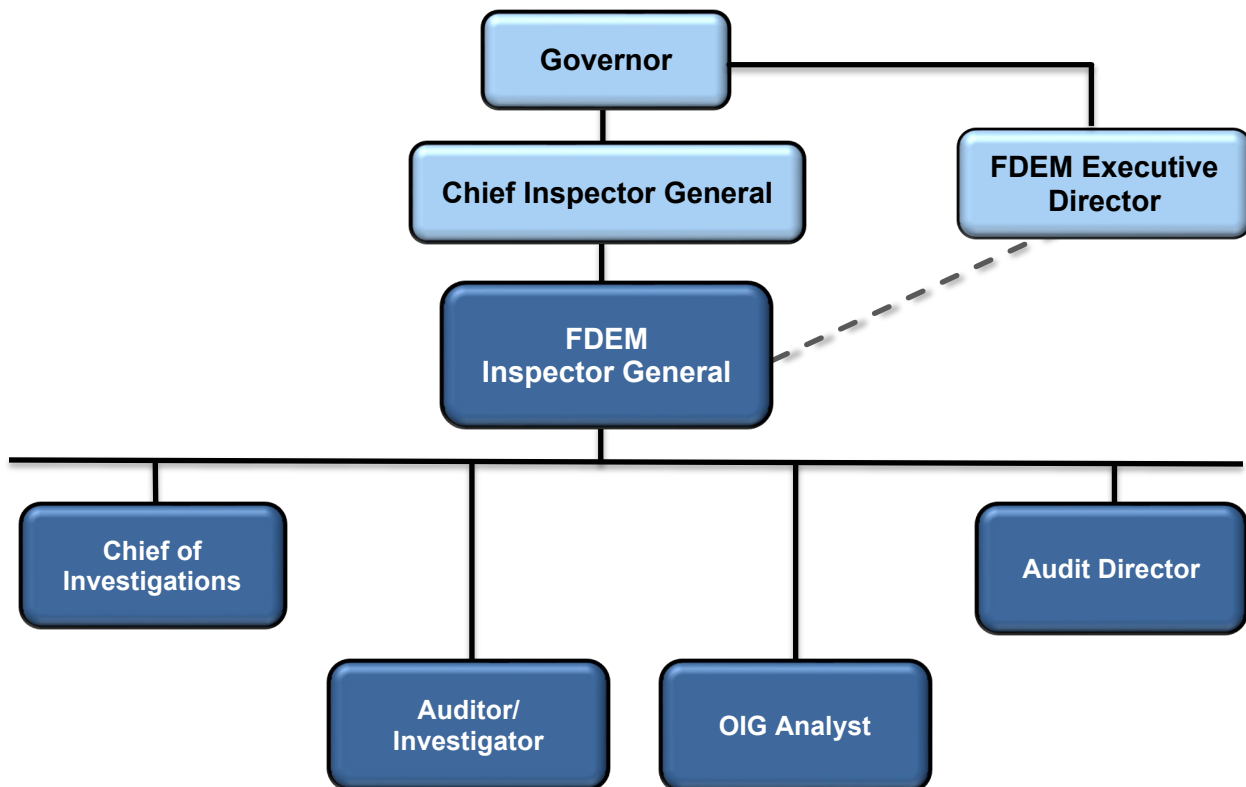 Governor
Chief Inspector General
FDEM Executive
Director
FDEM
Inspector General
Chief of
Investigations
Audit Director
Auditor/
Investigator
OIG Analyst